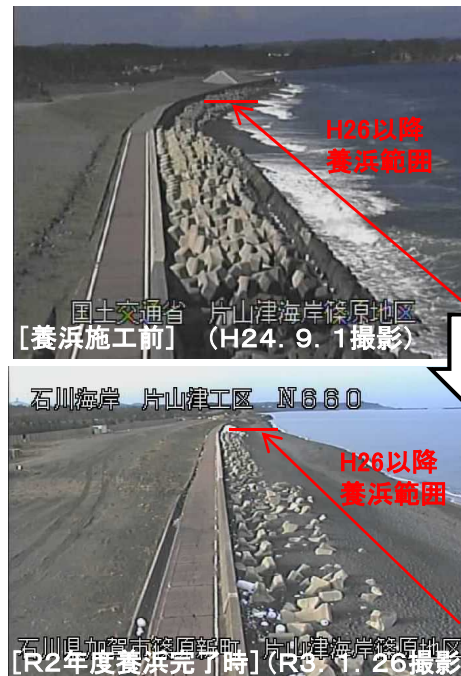 H26以降
養浜範囲
国土交通省 片山津海岸篠原地区
[養浜施工前] (H24.9.1撮影)
石川海岸 片山津工区 N660
H26以降
養浜範囲
石川県加賀市篠原新町 片山津海岸篠原地区
[R2年度養浜完了時](R3.1.26撮影